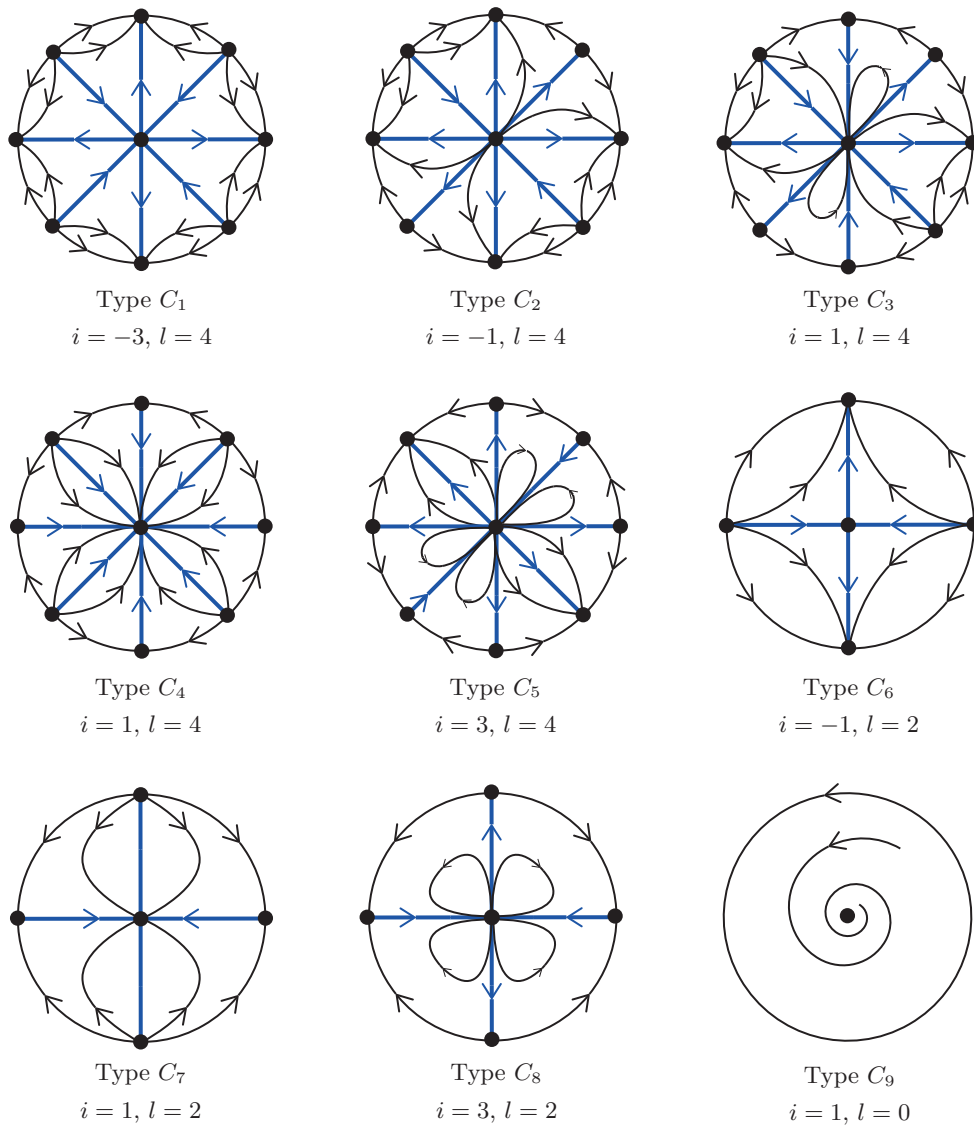 Type C₁
i = −3, l = 4
Type C₂
i = −1, l = 4
Type C₃
i = 1, l = 4
Type C₄
i = 1, l = 4
Type C₅
i = 3, l = 4
Type C₆
i = −1, l = 2
Type C₇
i = 1, l = 2
Type C₈
i = 3, l = 2
Type C₉
i = 1, l = 0